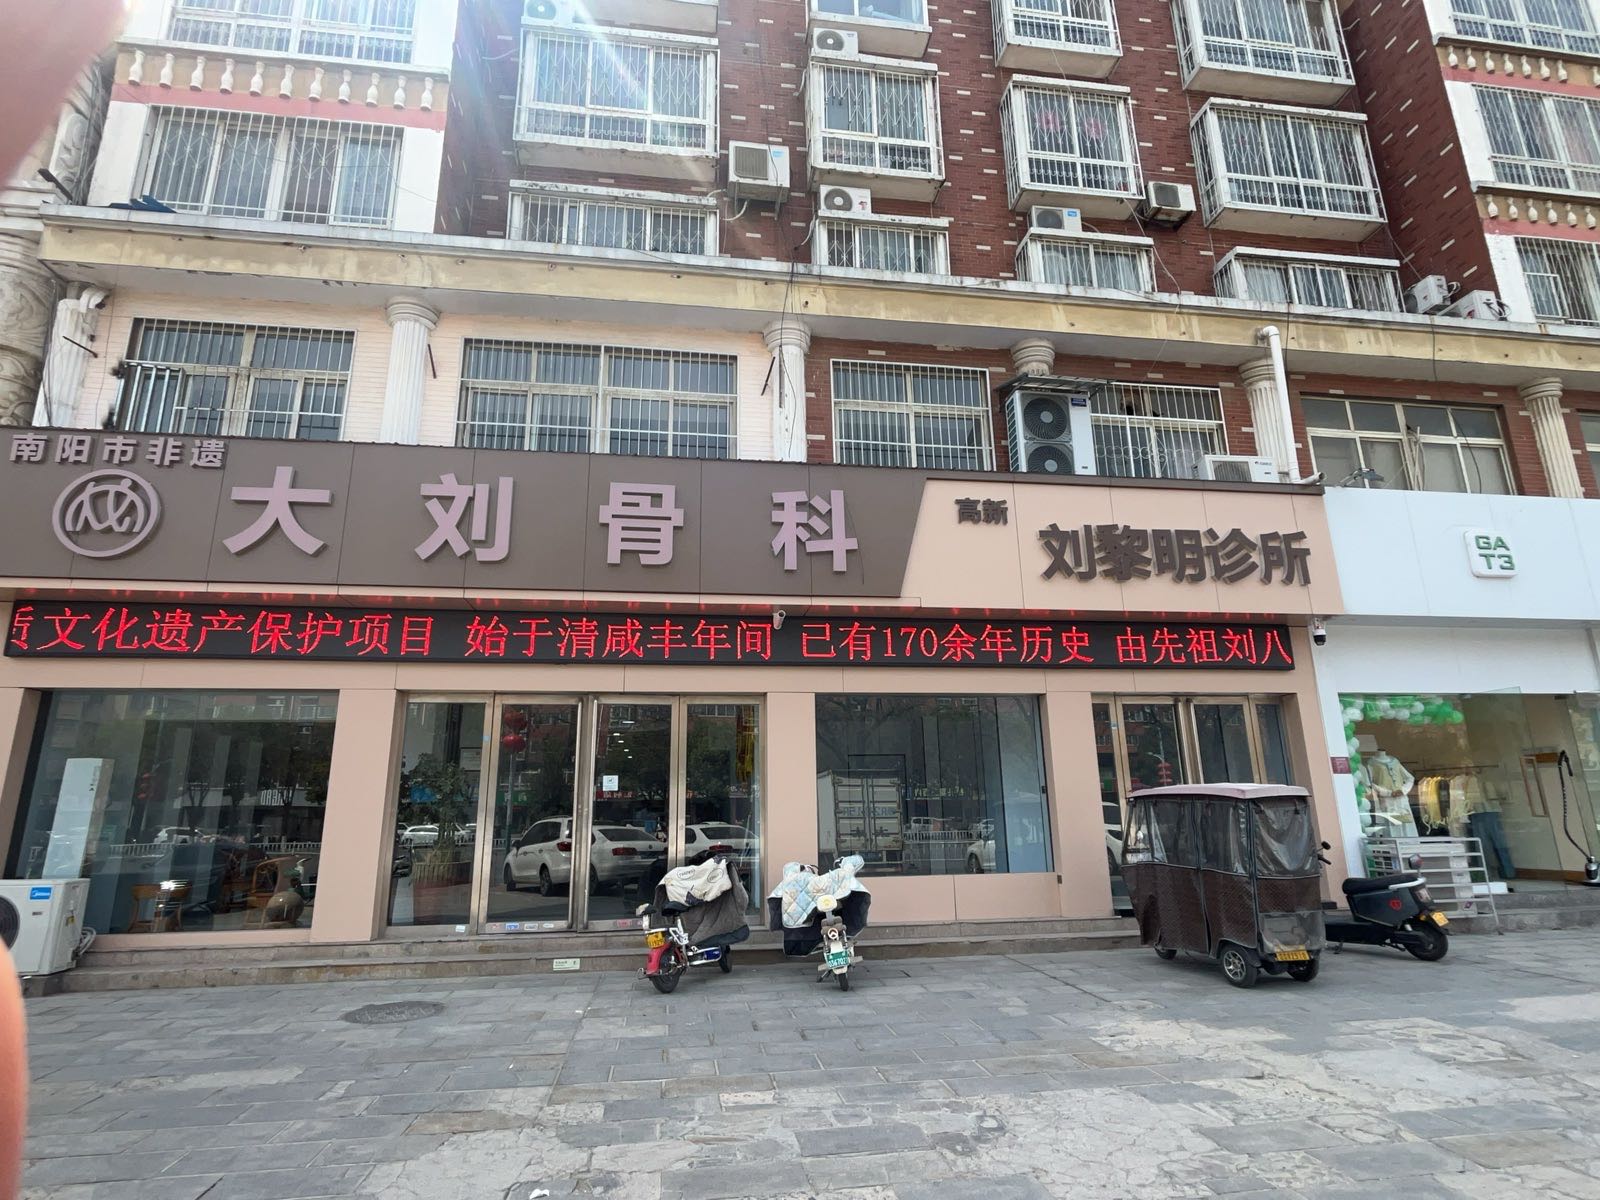 南阳市非遗
大刘骨科
高新
刘黎明诊所
GA
T3
质文化遗产保护项目 始于清咸丰年间 已有170余年历史 由先祖刘八